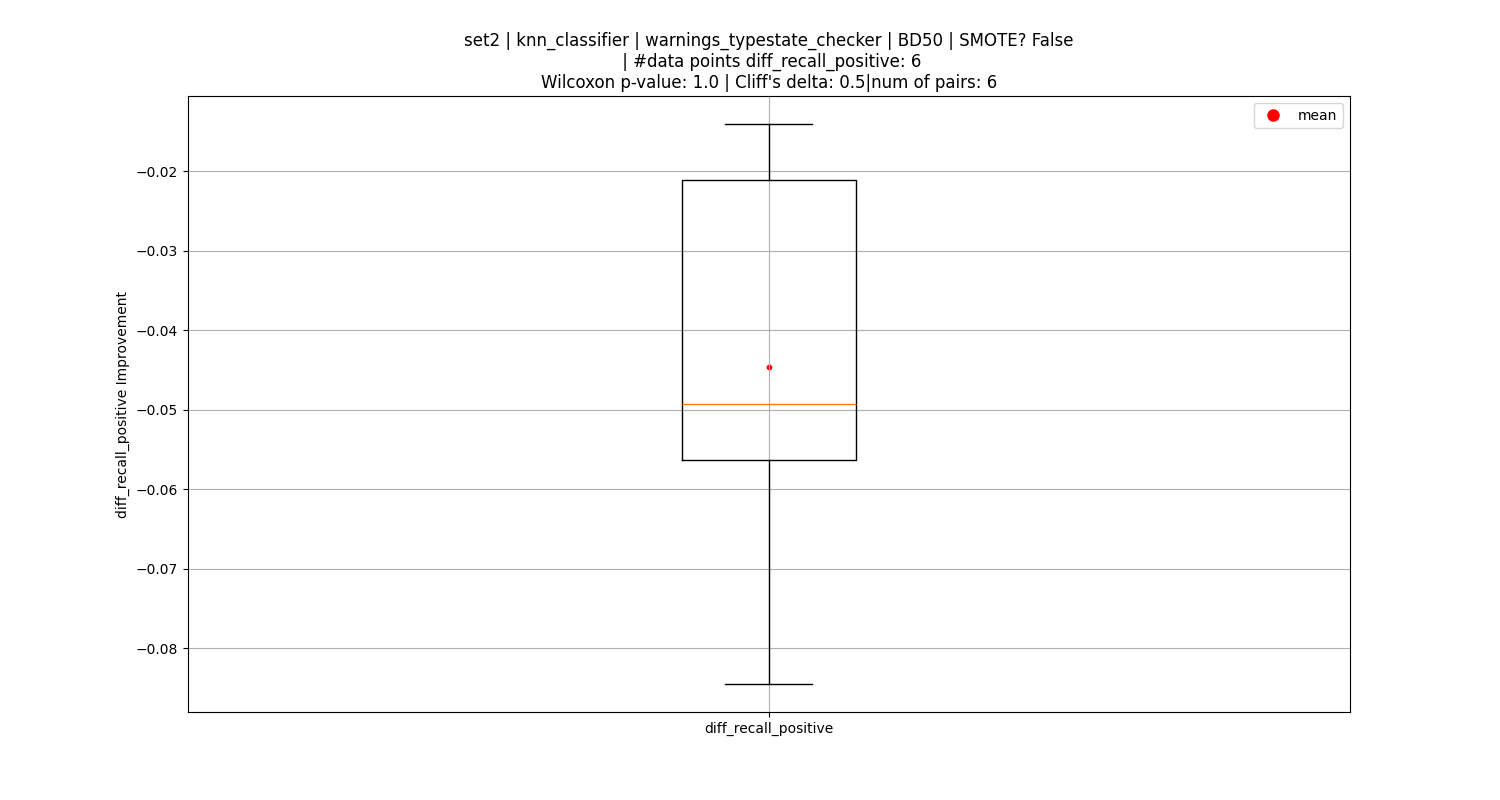 set2 | knn_classifier | warnings_typestate_checker | BD50 | SMOTE? False
| #data points diff_recall_positive: 6
Wilcoxon p-value: 1.0 | Cliff's delta: 0.5|num of pairs: 6
mean
−0.02
−0.03
−0.04
−0.05
−0.06
−0.07
−0.08
diff_recall_positive Improvement
diff_recall_positive